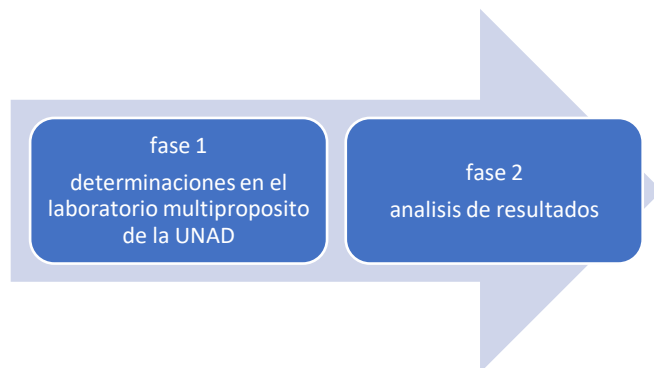 fase 1
determinaciones en el
laboratorio multiproposito
de la UNAD
fase 2
analisis de resultados